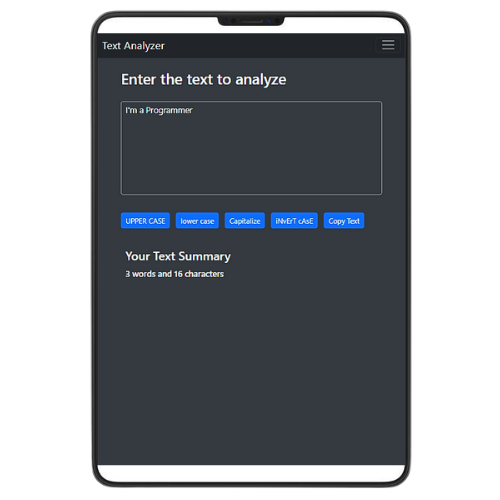 Text Analyzer
Enter the text to analyze
I'm a Programmer
UPPER CASE lower case Capitalize iNvErT cAsE Copy Text
Your Text Summary
3 words and 16 characters